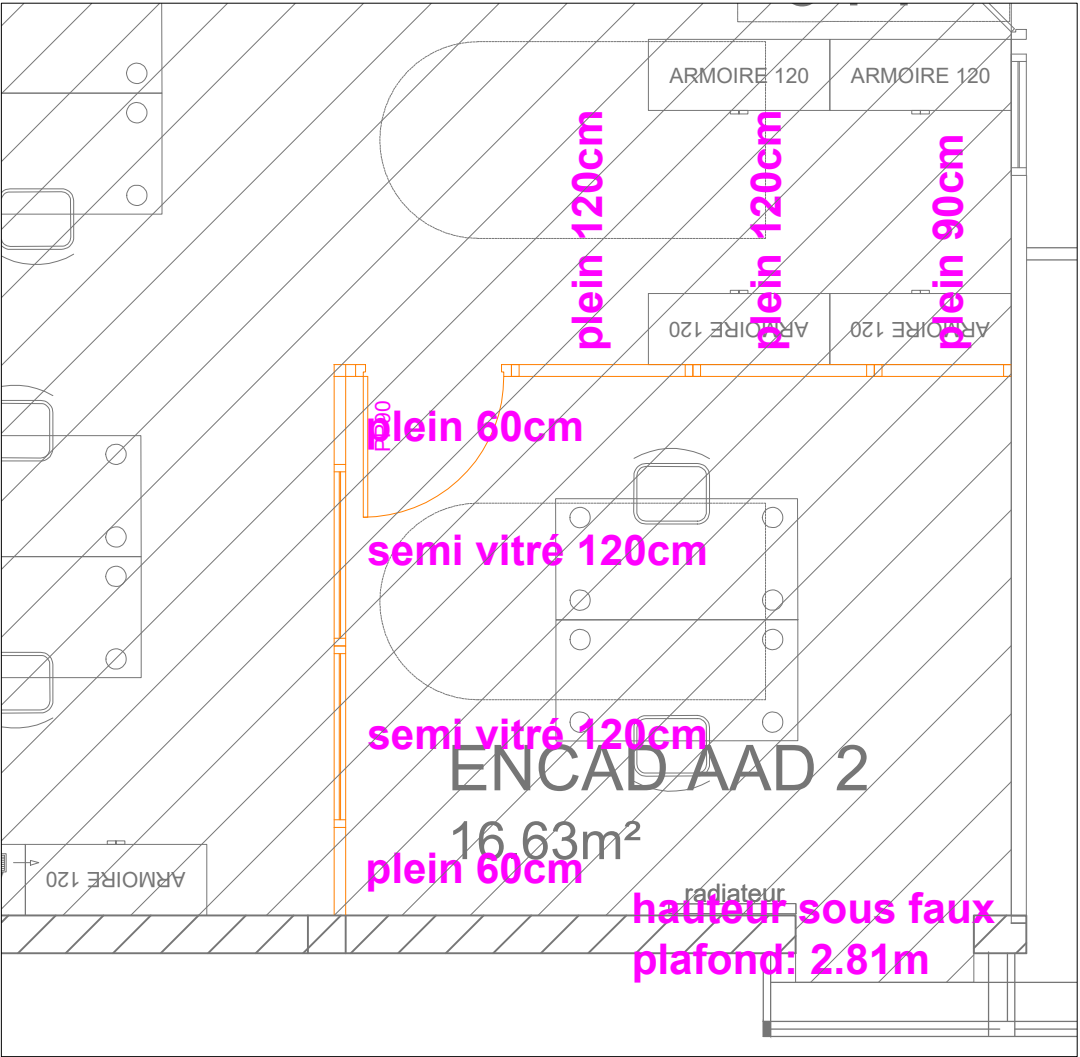 ARMOIRE 120
ARMOIRE 120
plein 120cm
plein 120cm
plein 90cm
ARMOIRE 120
ARMOIRE 120
plein 60cm
semi vitré 120cm
semi vitré 120cm
ENCAD AAD 2
16.63m²
plein 60cm
ARMOIRE 120
radiateur
hauteur sous faux
plafond: 2.81m